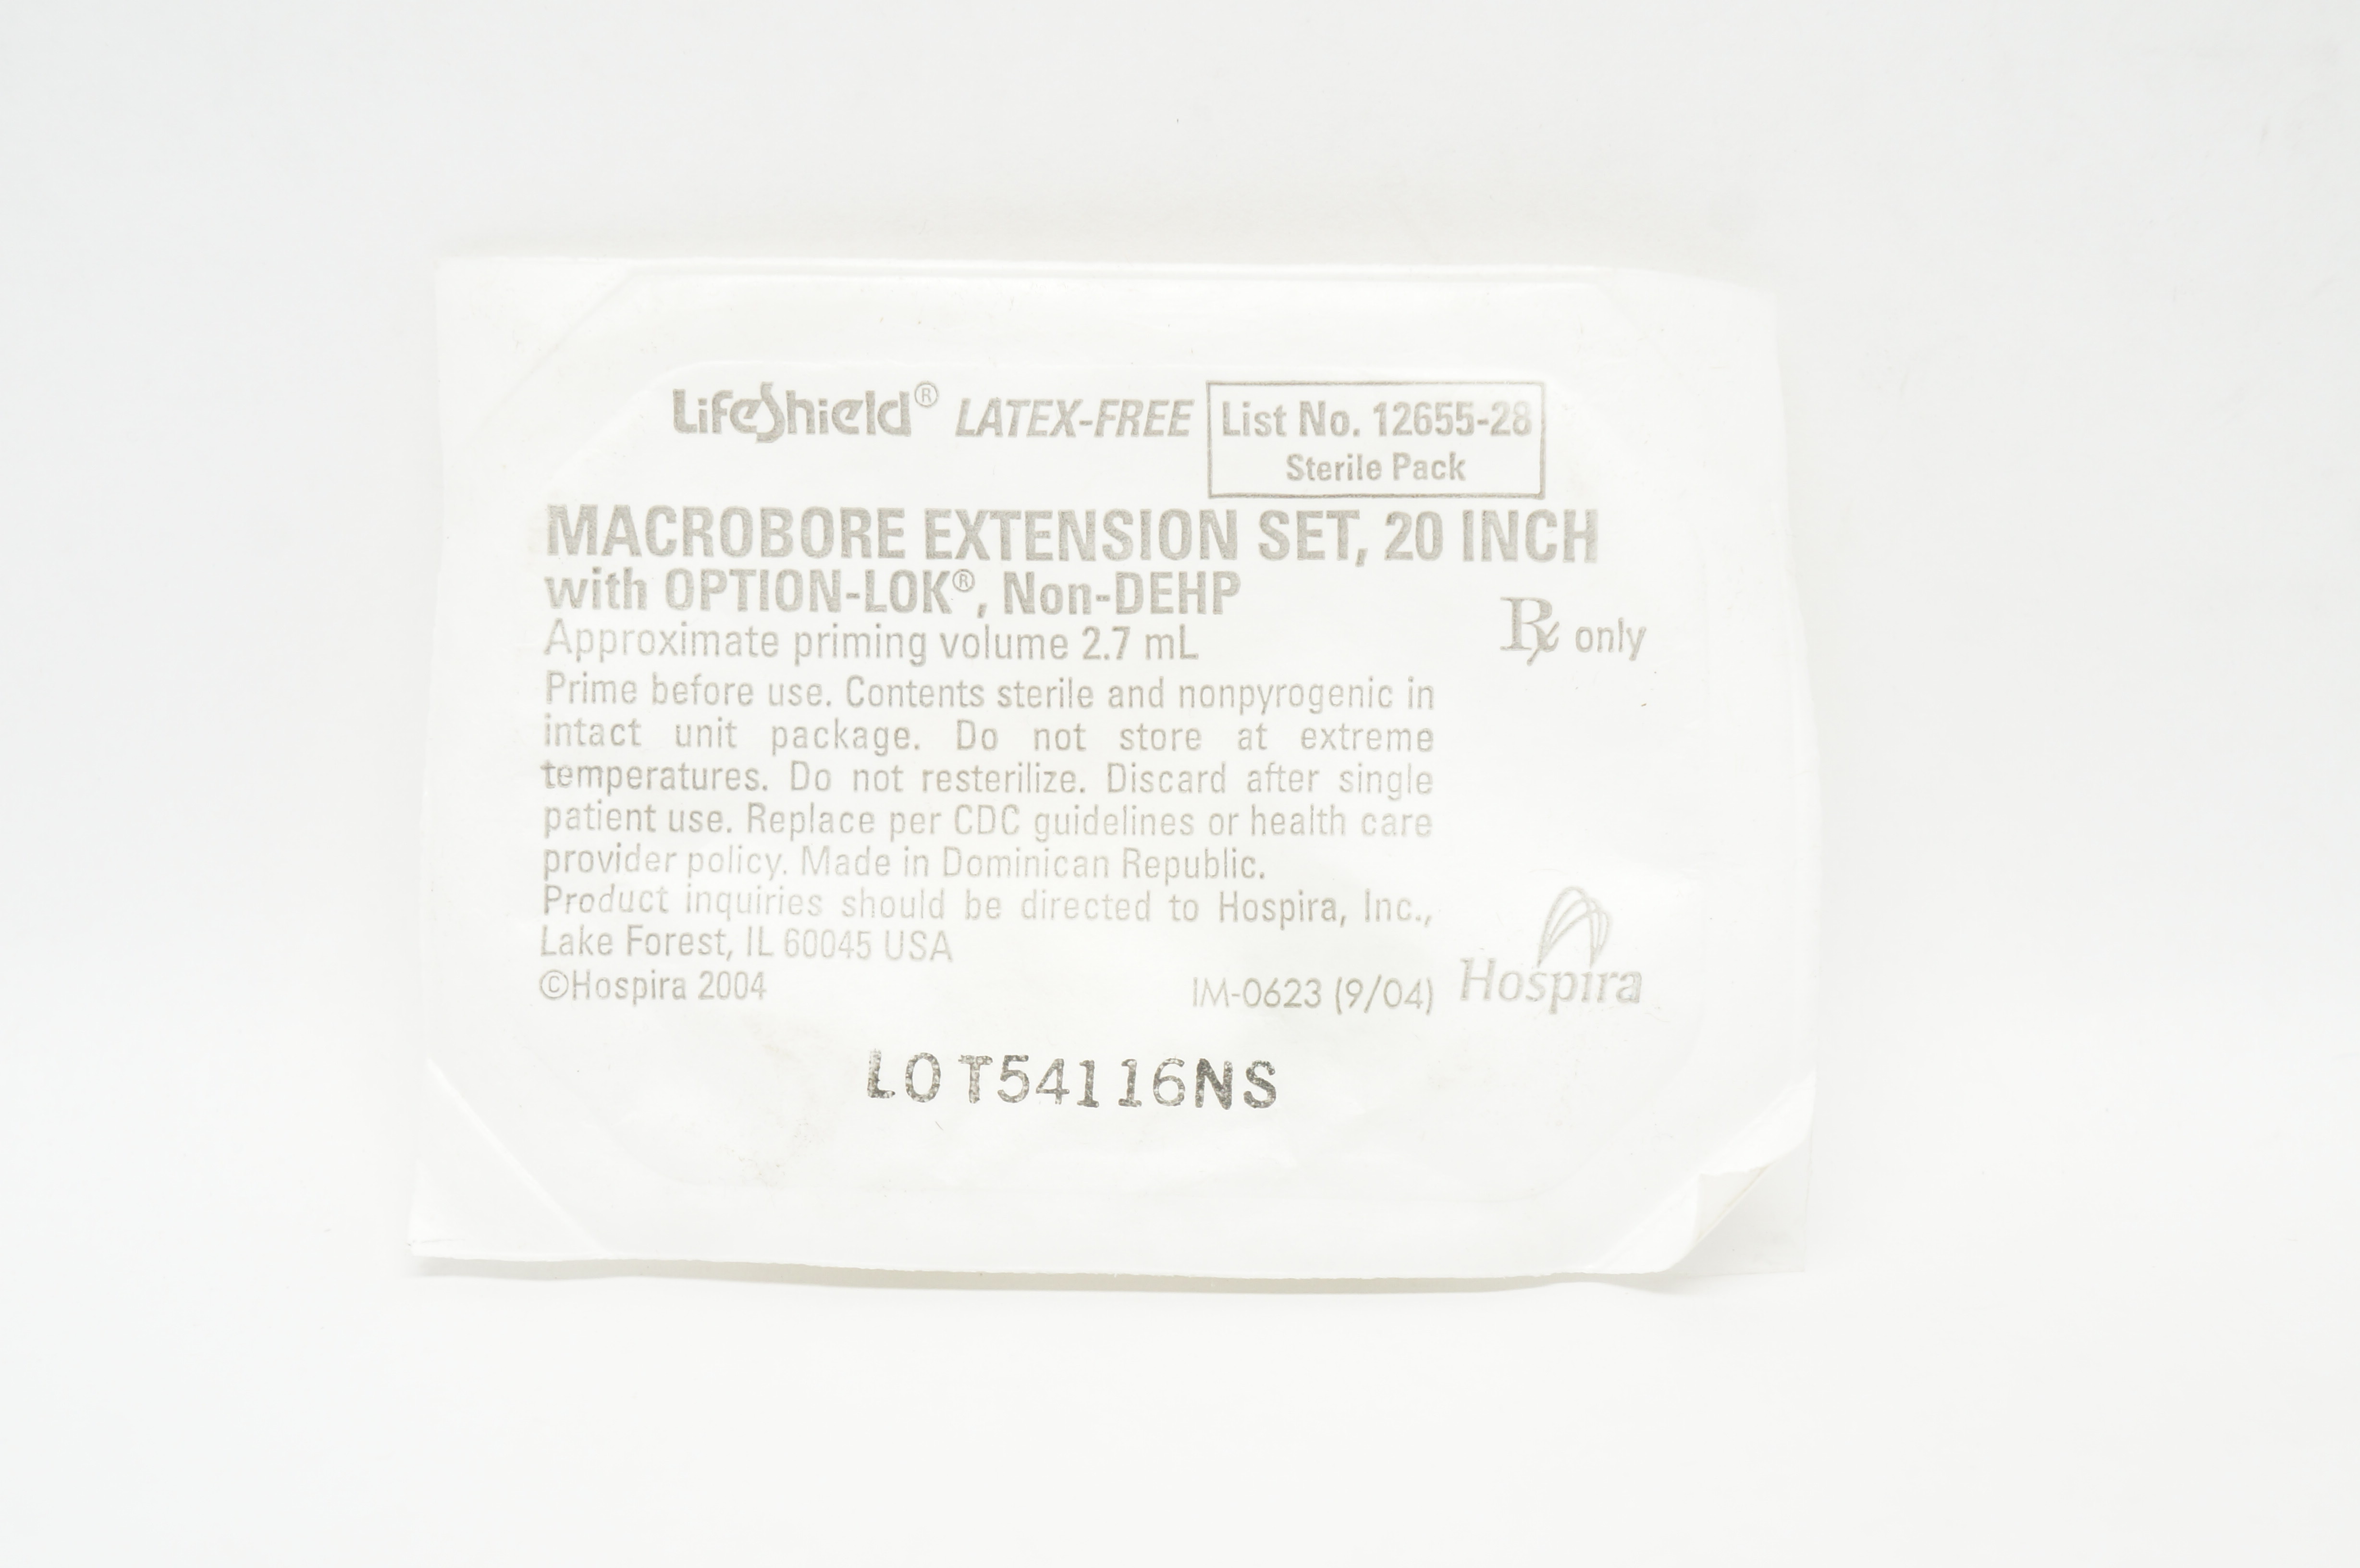 LifeShield® LATEX-FREE List No. 12655-28
Sterile Pack
MACROBORE EXTENSION SET, 20 INCH
with OPTION-LOK®, Non-DEHP
Approximate priming volume 2.7 mL
Rx only
Prime before use. Contents sterile and nonpyrogenic in
intact unit package. Do not store at extreme
temperatures. Do not resterilize. Discard after single
patient use. Replace per CDC guidelines or health care
provider policy. Made in Dominican Republic.
Product inquiries should be directed to Hospira, Inc.,
Lake Forest, IL 60045 USA
©Hospira 2004 IM-0623 (9/04) Hospira
LOT54116NS